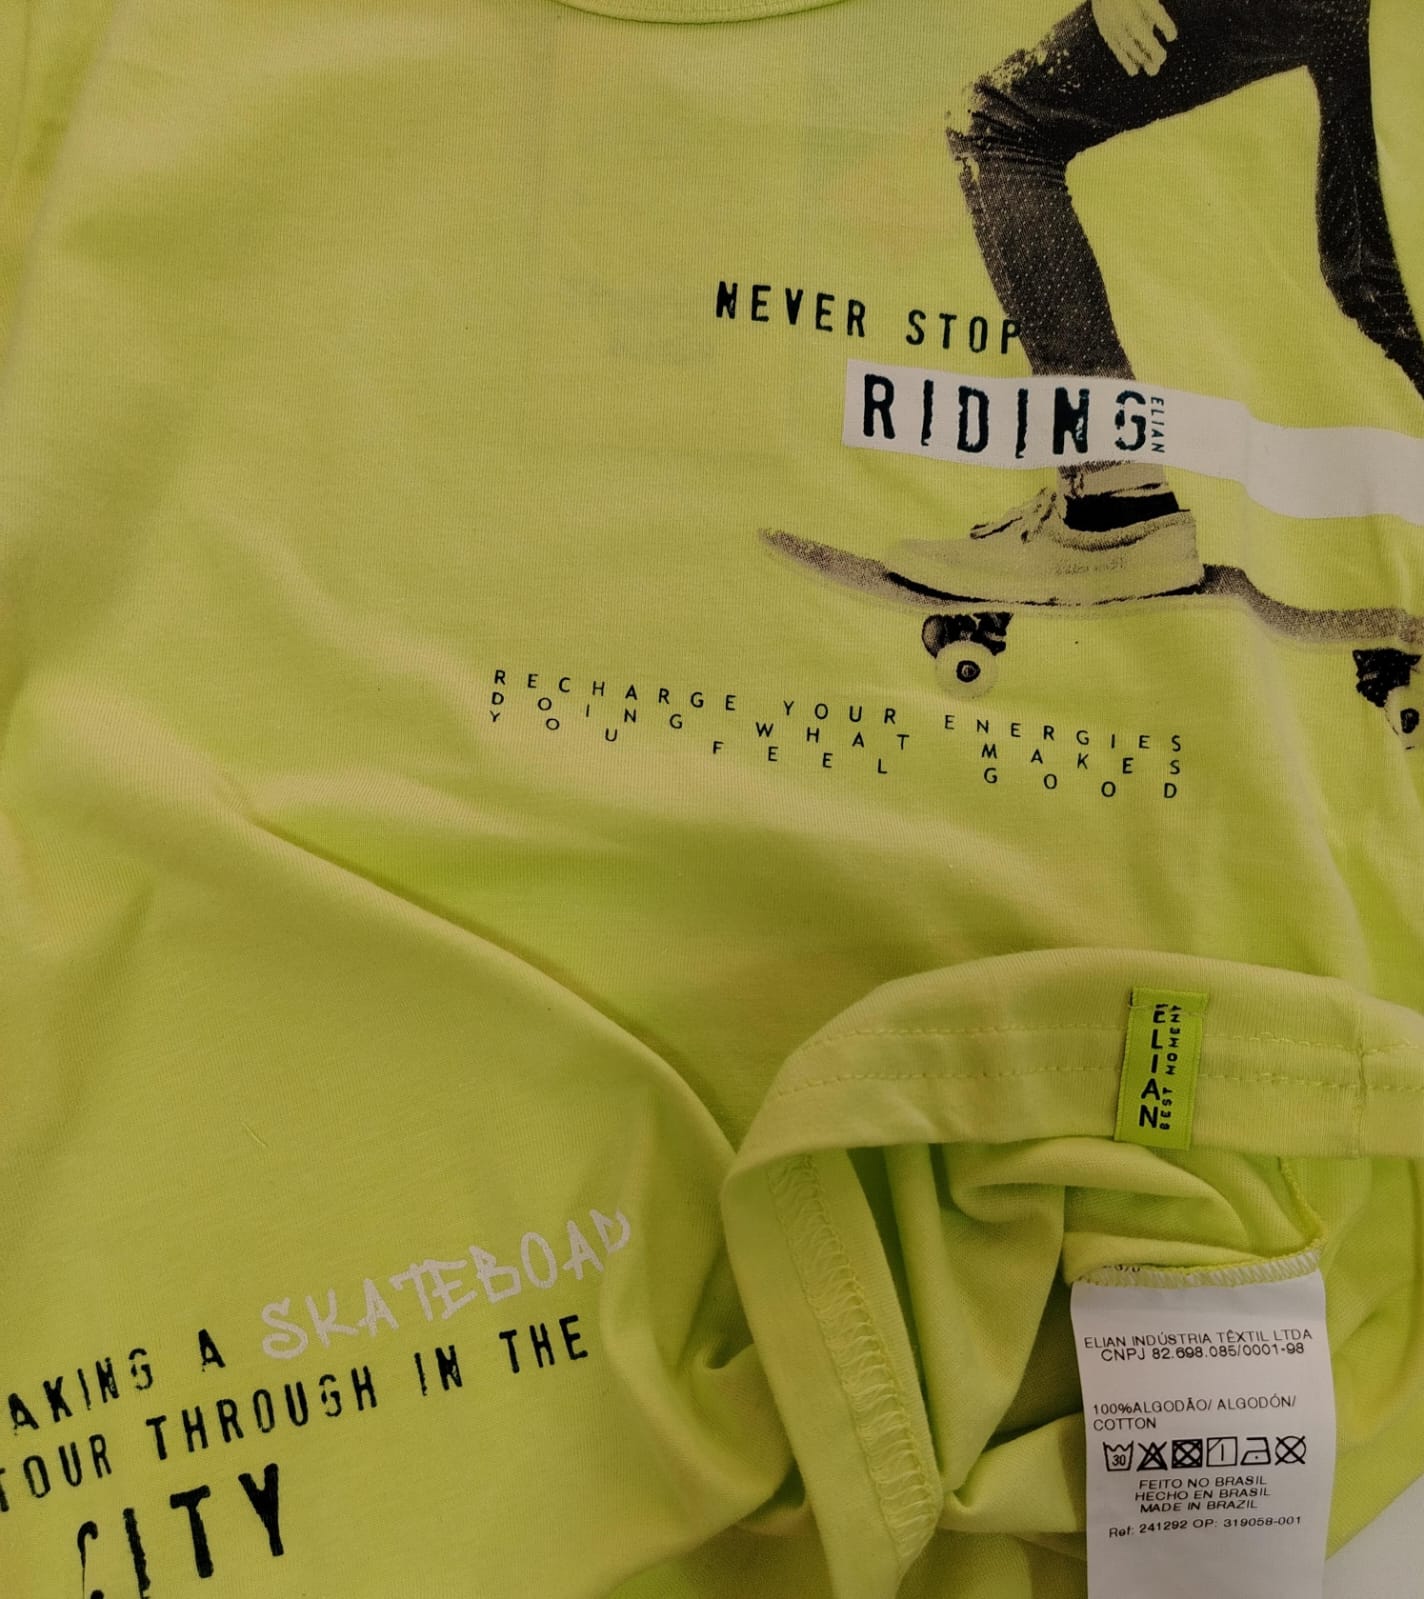 NEVER STOP
RIDING
ELIAN
RECHARGE YOUR ENERGIES
DOING WHAT MAKES
YOU FEEL GOOD
ELIAN
BEST MOMENT
AKING A SKATEBOAD
TOUR THROUGH IN THE
CITY
ELIAN INDÚSTRIA TÊXTIL LTDA
CNPJ 82.698.085/0001-98
100%ALGODÃO/ ALGODÓN/
COTTON
30
FEITO NO BRASIL
HECHO EN BRASIL
MADE IN BRAZIL
Ref: 241292 OP: 319058-001